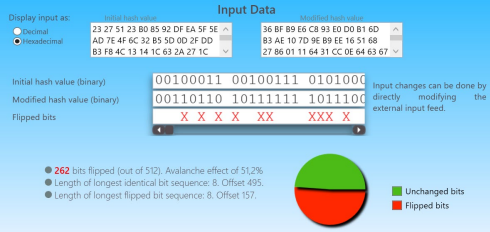 Input Data
Display input as:
Decimal
Hexadecimal
Initial hash value
23 27 51 23 B0 85 92 DF EA 5F 5E
AD 7E 4F 6C 32 B5 5D 0D 2F DD
B3 F8 4C 13 14 1C 63 2A 27 1C
Modified hash value
36 BF B9 E6 C8 93 E0 D0 B1 6D
B3 AE 10 7D 9E B9 EE 16 51 68
27 86 01 11 64 31 CC 0E 64 63 67
Initial hash value (binary)
00100011 00100111 0101000
Modified hash value (binary)
00110110 10111111 1011100
Flipped bits
X X X XX XXX X
Input changes can be done by
directly modifying the
external input feed.
262 bits flipped (out of 512). Avalanche effect of 51,2%
Length of longest identical bit sequence: 8. Offset 495.
Length of longest flipped bit sequence: 8. Offset 157.
Unchanged bits
Flipped bits